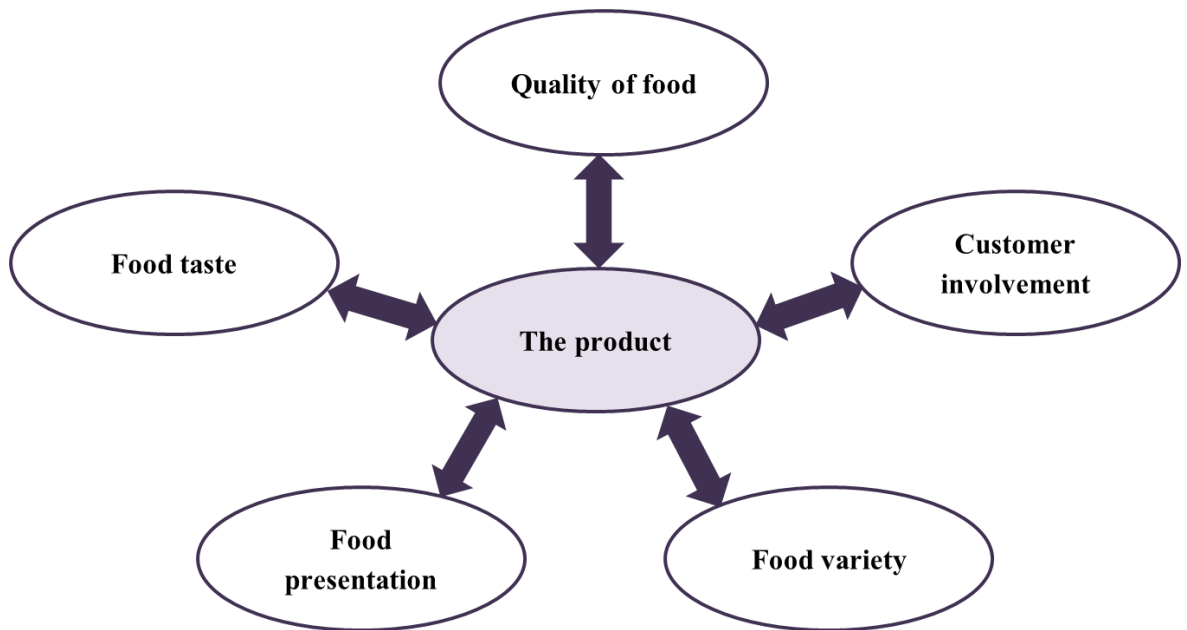 Quality of food
Food taste
Customer
involvement
The product
Food
presentation
Food variety